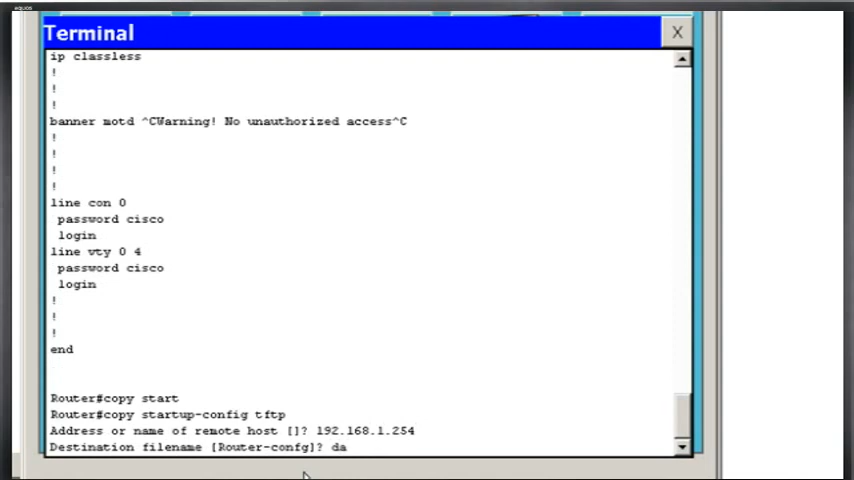 equos
Terminal
X
ip classless
!
!
!
banner motd ^CWarning! No unauthorized access^C
!
!
!
!
line con 0
password cisco
login
line vty 0 4
password cisco
login
!
!
!
end
Router#copy start
Router#copy startup-config tftp
Address or name of remote host []? 192.168.1.254
Destination filename [Router-confg]? da